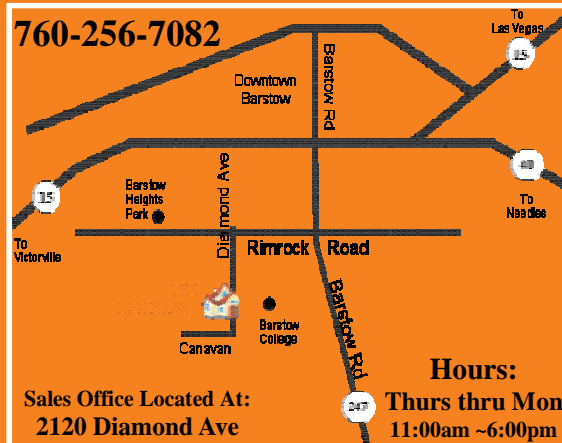 760-256-7082
To
Las Vegas
15
Downtown
Barstow
Barstow Rd
Diamond Ave
Barstow
Heights
Park
15
40
To
Needles
To
Victorville
Rimrock Road
Barstow Rd
Barstow
College
Canavan
247
Sales Office Located At:
2120 Diamond Ave
Hours:
Thurs thru Mon
11:00am ~6:00pm